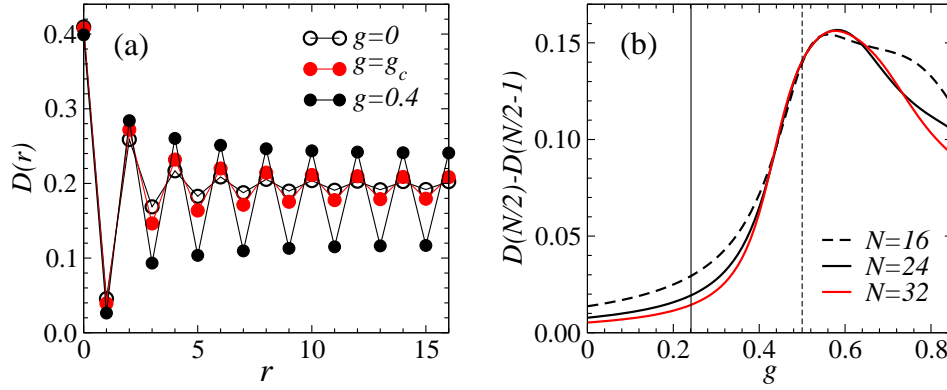 (a)
g=0
g=g_c
g=0.4
D(r)
0.4
0.3
0.2
0.1
0.0
0 5 10 15
r
(b)
D(N/2)-D(N/2-1)
0.15
0.10
0.05
0.00
N=16
N=24
N=32
0 0.2 0.4 0.6 0.8
g